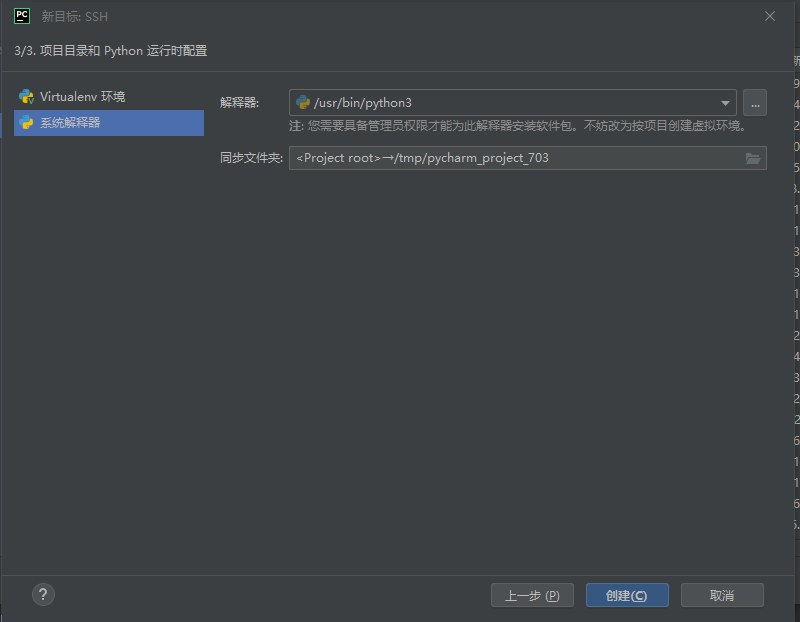 PC 新目标: SSH
3/3. 项目目录和 Python 运行时配置
Virtualenv 环境
系统解释器
解释器: /usr/bin/python3 ...
注: 您需要具备管理员权限才能为此解释器安装软件包。不妨改为按项目创建虚拟环境。
同步文件夹: <Project root>→/tmp/pycharm_project_703
? 上一步 (P) 创建(C) 取消